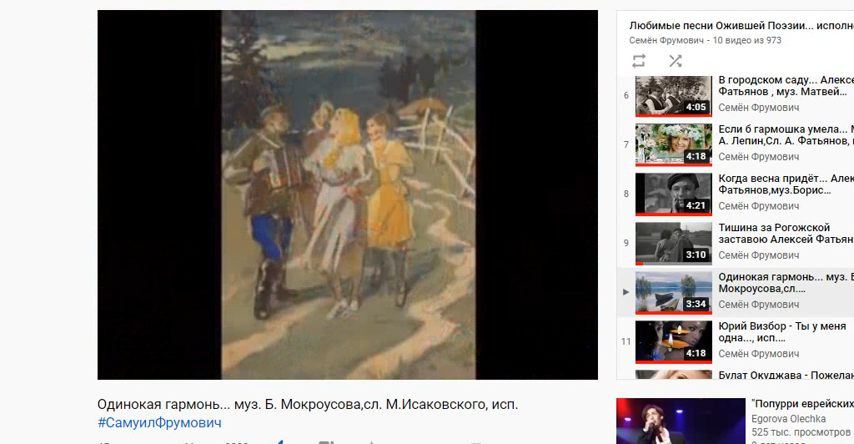 Любимые песни Ожившей Поэзии... исполн
Семён Фрумович - 10 видео из 973
6
В городском саду... Алексе
Фатьянов , муз. Матвей...
4:05
Семён Фрумович
7
Если б гармошка умела... М
А. Лепин,Сл. А. Фатьянов,
4:18
Семён Фрумович
8
Когда весна придёт... Алек
Фатьянов,муз.Борис...
4:21
Семён Фрумович
9
Тишина за Рогожской
заставою Алексей Фатьян
3:10
Семён Фрумович
Одинокая гармонь... муз. Б
Мокроусова,сл....
3:34
Семён Фрумович
11
Юрий Визбор - Ты у меня
одна..., исп....
4:18
Семён Фрумович
Булат Окуджава - Пожелан
Одинокая гармонь... муз. Б. Мокроусова,сл. М.Исаковского, исп.
#СамуилФрумович
"Попурри еврейских
Egorova Olechka
525 тыс. просмотров